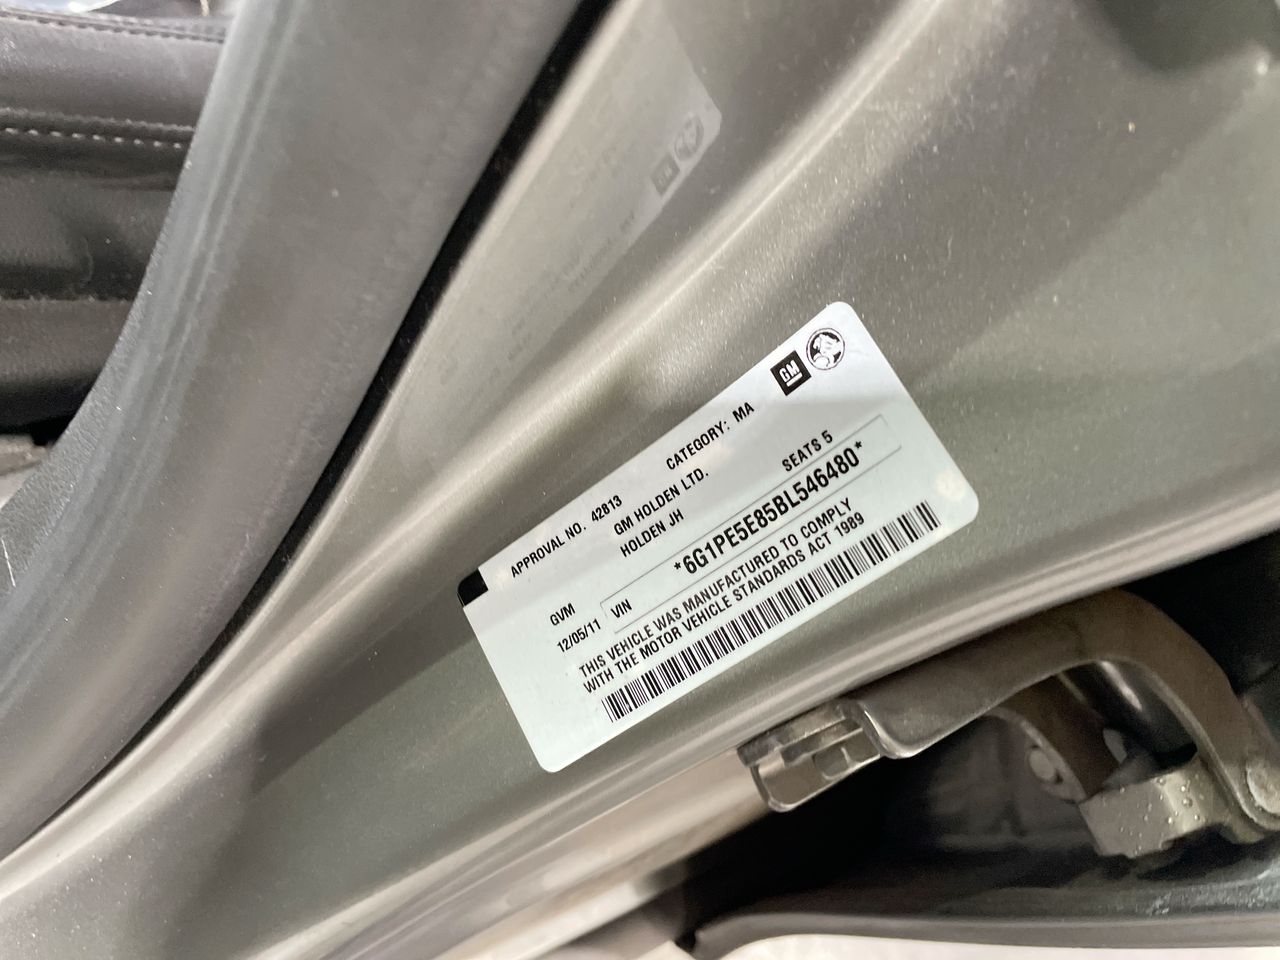 GM
APPROVAL NO. 42813 CATEGORY: MA
GM HOLDEN LTD.
HOLDEN JH
GVM SEATS 5
12/05/11 VIN *6G1PE5E85BL546480*
THIS VEHICLE WAS MANUFACTURED TO COMPLY
WITH THE MOTOR VEHICLE STANDARDS ACT 1989